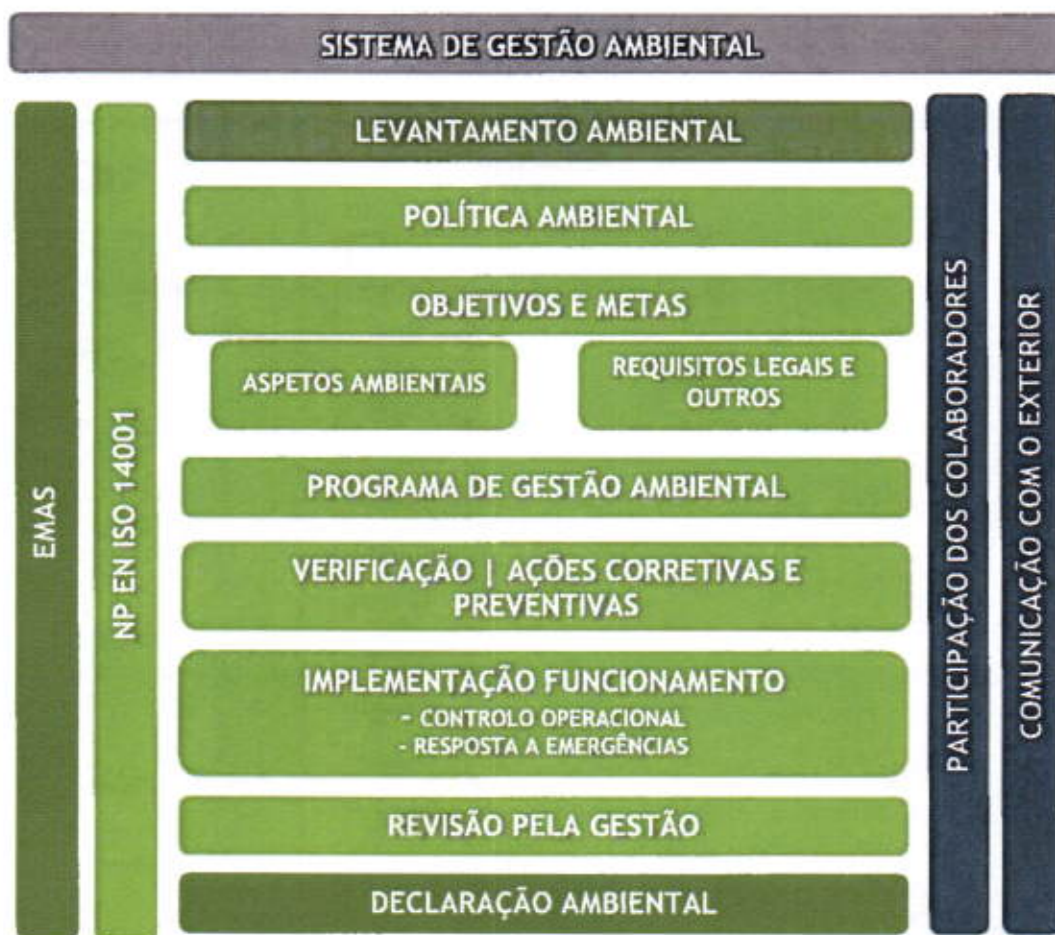 SISTEMA DE GESTÃO AMBIENTAL
EMAS
NP EN ISO 14001
LEVANTAMENTO AMBIENTAL
POLÍTICA AMBIENTAL
OBJETIVOS E METAS
ASPETOS AMBIENTAIS
REQUISITOS LEGAIS E
OUTROS
PROGRAMA DE GESTÃO AMBIENTAL
VERIFICAÇÃO | AÇÕES CORRETIVAS E
PREVENTIVAS
IMPLEMENTAÇÃO FUNCIONAMENTO
- CONTROLO OPERACIONAL
- RESPOSTA A EMERGÊNCIAS
REVISÃO PELA GESTÃO
DECLARAÇÃO AMBIENTAL
PARTICIPAÇÃO DOS COLABORADORES
COMUNICAÇÃO COM O EXTERIOR